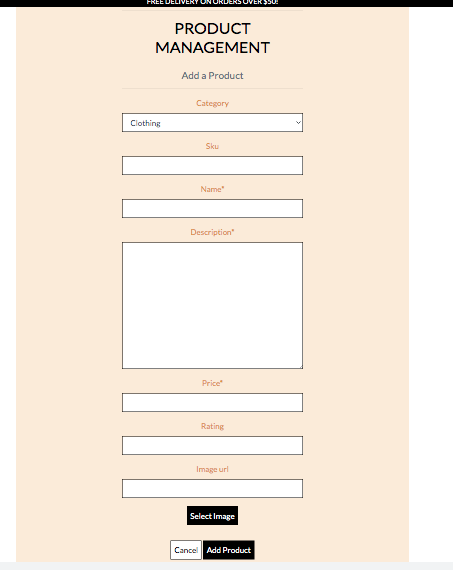 FREE DELIVERY ON ORDERS OVER $50!
PRODUCT
MANAGEMENT
Add a Product
Category
Clothing
Sku
Name*
Description*
Price*
Rating
Image url
Select Image
Cancel Add Product